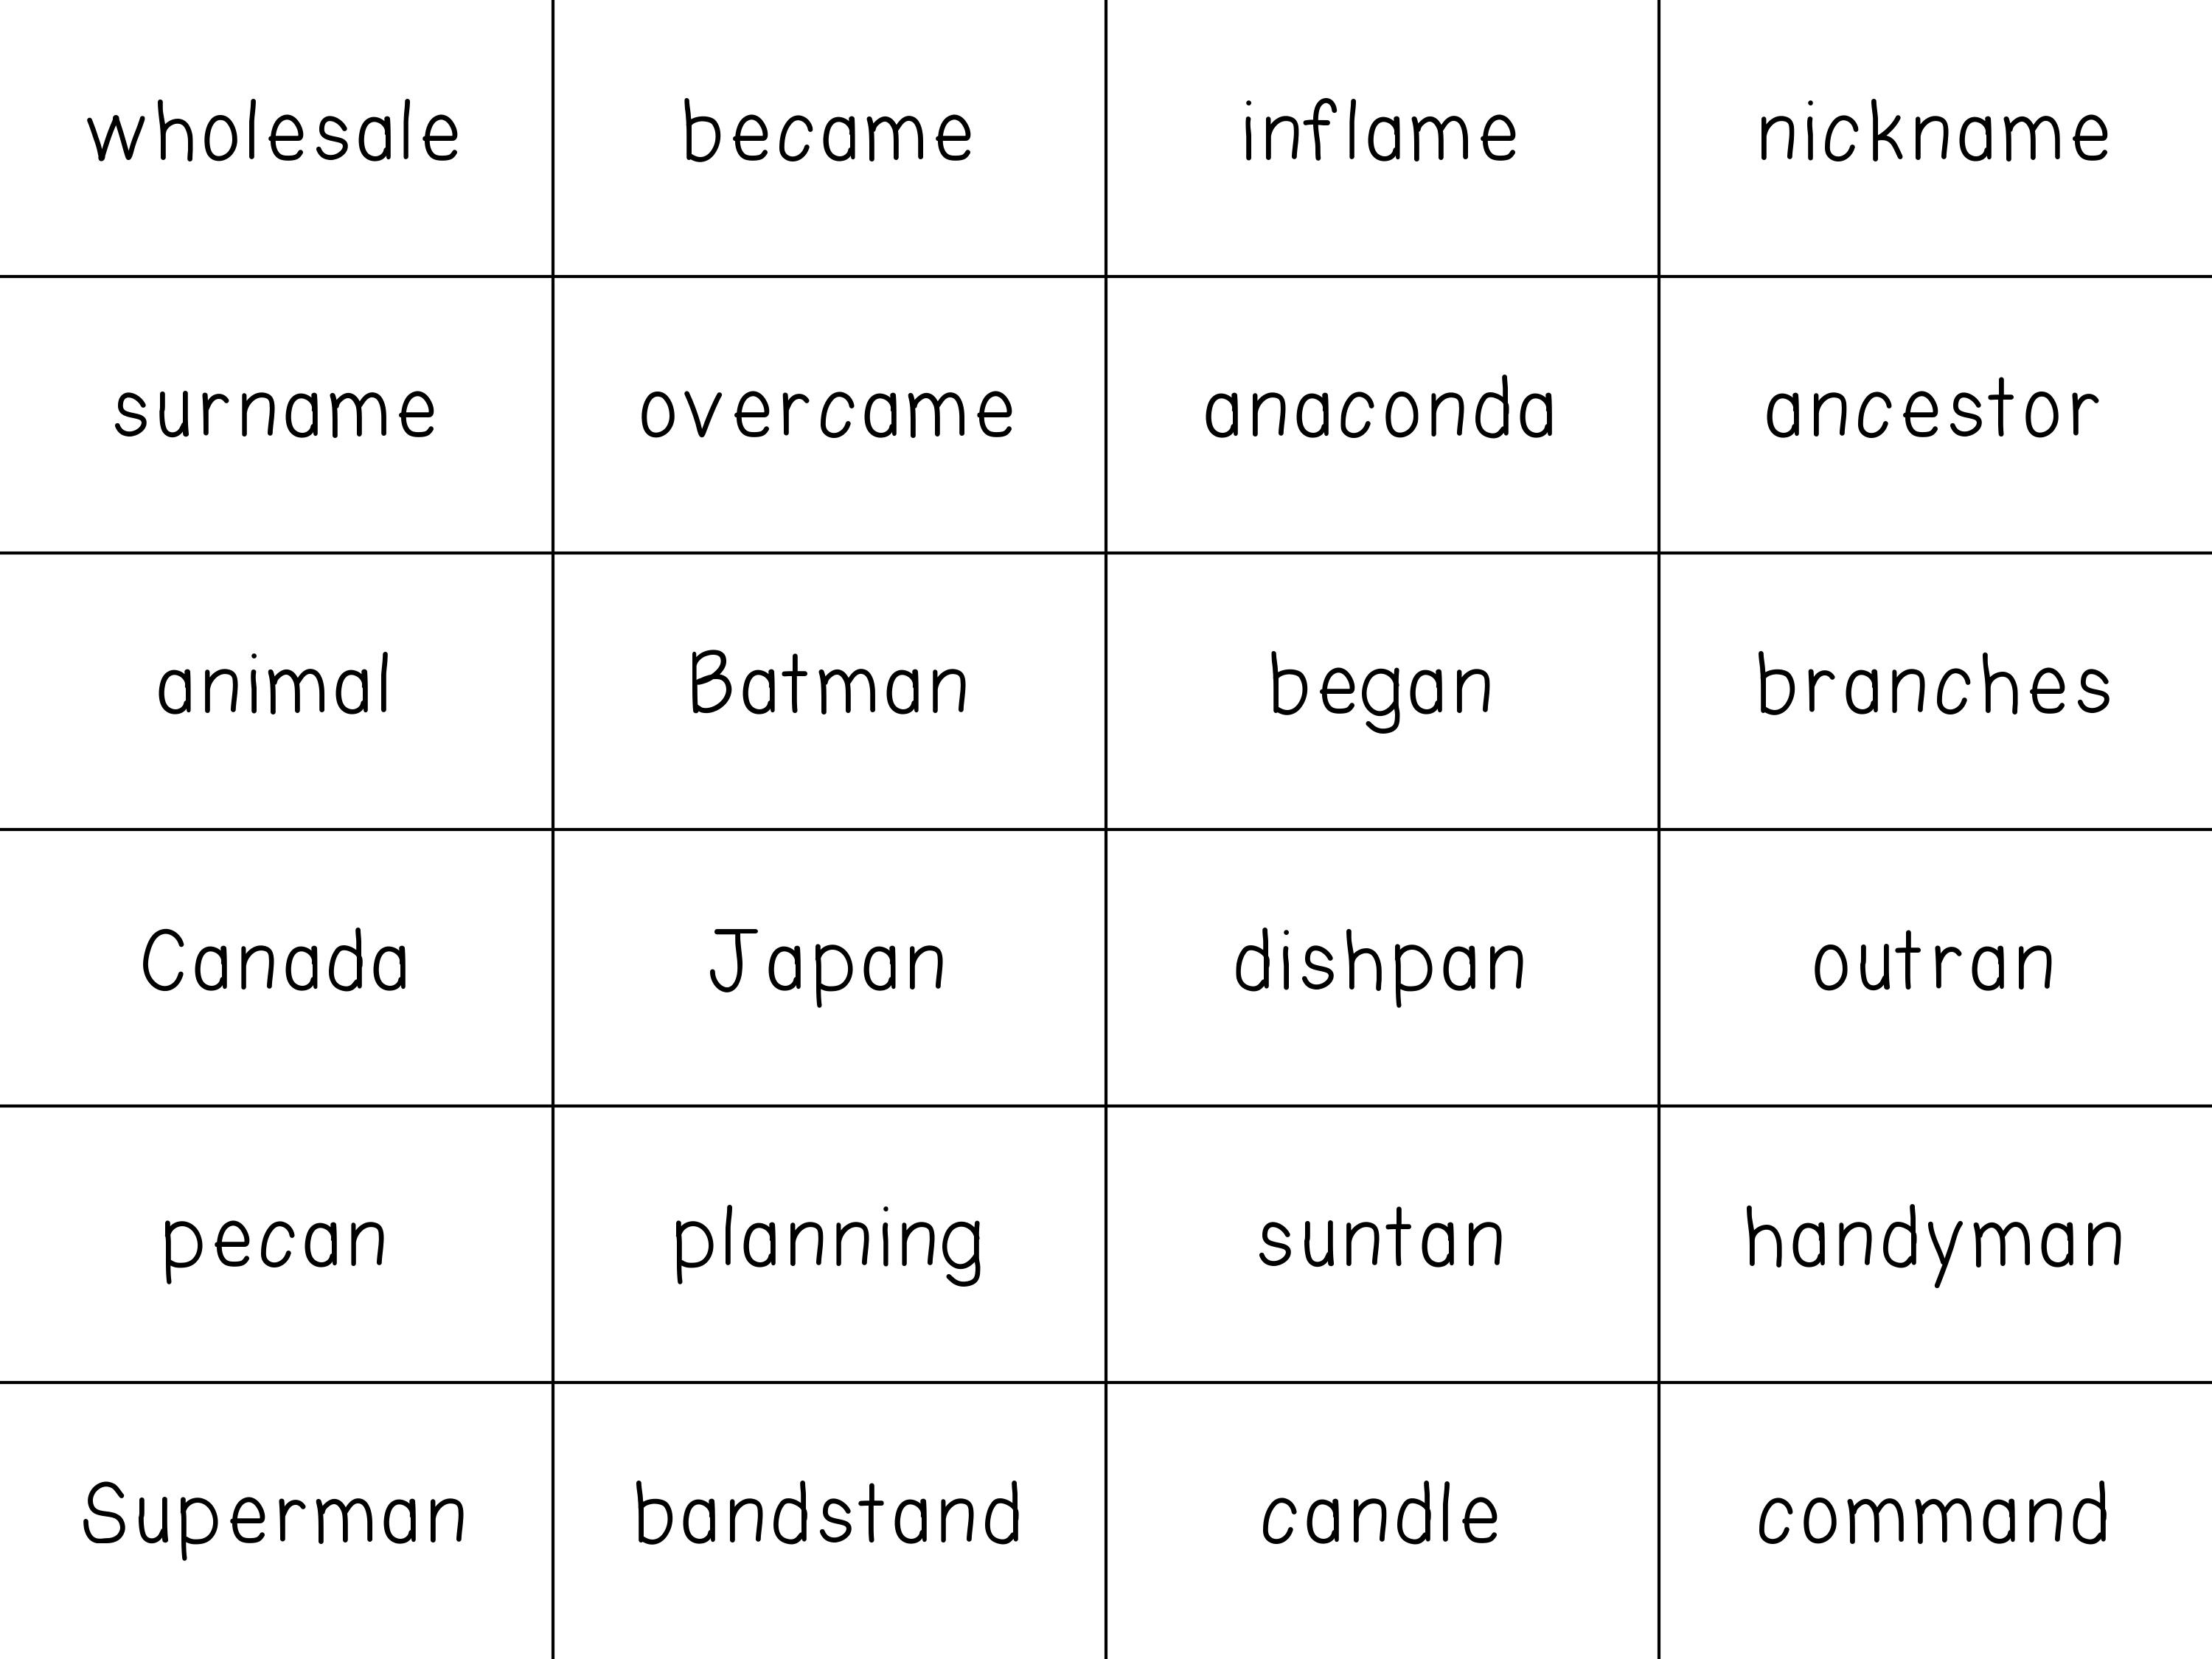 wholesale became inflame nickname
surname overcame anaconda ancestor
animal Batman began branches
Canada Japan dishpan outran
pecan planning suntan handyman
Superman bandstand candle command